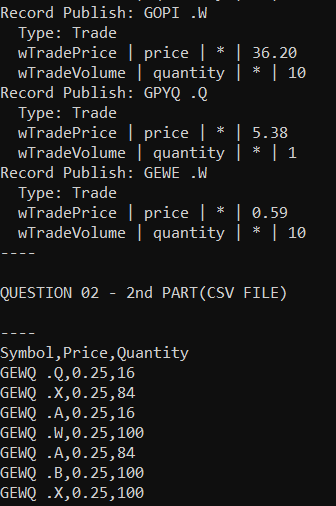 Record Publish: GOPI .W
  Type: Trade
  wTradePrice | price | * | 36.20
  wTradeVolume | quantity | * | 10
Record Publish: GPYQ .Q
  Type: Trade
  wTradePrice | price | * | 5.38
  wTradeVolume | quantity | * | 1
Record Publish: GEWE .W
  Type: Trade
  wTradePrice | price | * | 0.59
  wTradeVolume | quantity | * | 10
----
QUESTION 02 - 2nd PART(CSV FILE)
----
Symbol,Price,Quantity
GEWQ .Q,0.25,16
GEWQ .X,0.25,84
GEWQ .A,0.25,16
GEWQ .W,0.25,100
GEWQ .A,0.25,84
GEWQ .B,0.25,100
GEWQ .X,0.25,100